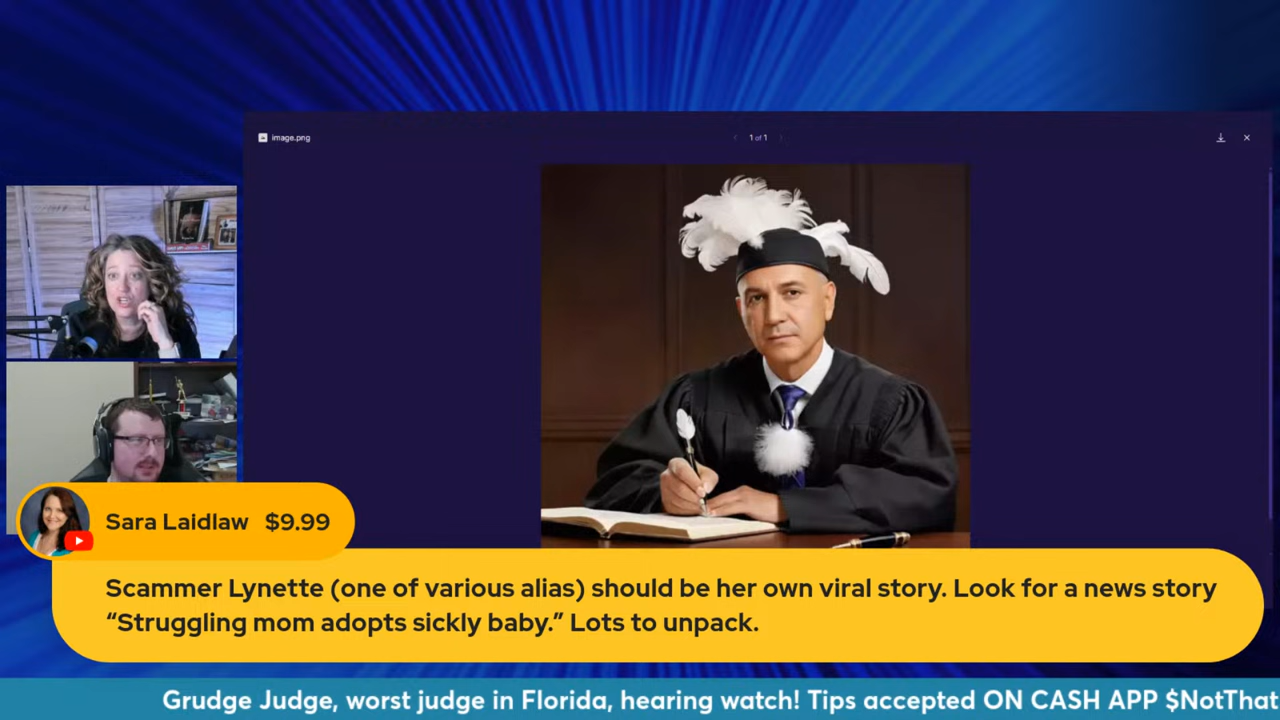 image.png
1 of 1
Sara Laidlaw $9.99
Scammer Lynette (one of various alias) should be her own viral story. Look for a news story
“Struggling mom adopts sickly baby.” Lots to unpack.
Grudge Judge, worst judge in Florida, hearing watch! Tips accepted ON CASH APP $NotThat